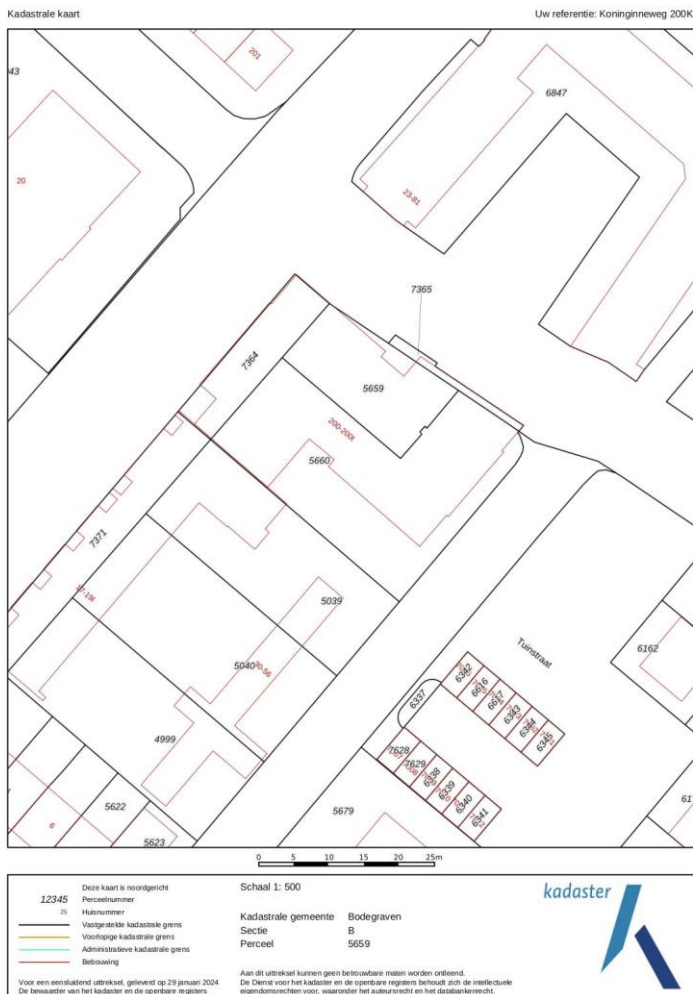 Kadastrale kaart
Uw referentie: Koninginneweg 200K
201
43
6847
20
23-81
7365
7364
5659
200-200t
5660
7371
5039
17-19t
Tuinstraat
6162
6342
6616
6617
6343
6344
6345
5040
6337
4999
7628
7629
6338
6339
6340
6341
5679
5622
6
5623
0 5 10 15 20 25m
Deze kaart is noordgericht
12345 Perceelnummer
25 Huisnummer
Vastgestelde kadastrale grens
Voorlopige kadastrale grens
Administratieve kadastrale grens
Bebouwing
Voor een eensluidend uittreksel, geleverd op 29 januari 2024
De bewaarder van het kadaster en de openbare registers
Schaal 1: 500
Kadastrale gemeente Bodegraven
Sectie B
Perceel 5659
Aan dit uittreksel kunnen geen betrouwbare maten worden ontleend.
De Dienst voor het kadaster en de openbare registers behoudt zich de intellectuele
eigendomsrechten voor, waaronder het auteursrecht en het databankenrecht.
kadaster